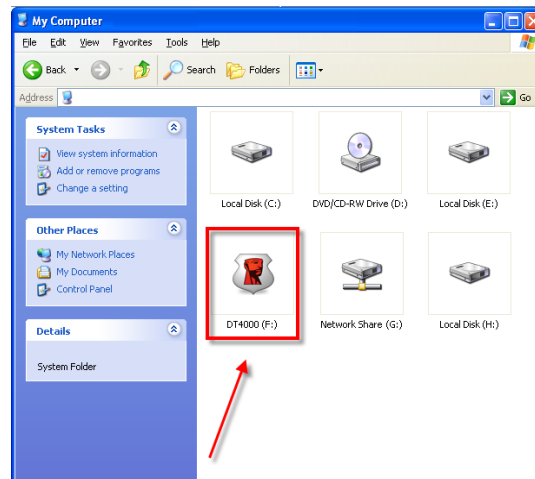 My Computer
File Edit View Favorites Tools Help
Back Search Folders
Address Go
System Tasks
View system information
Add or remove programs
Change a setting
Other Places
My Network Places
My Documents
Control Panel
Details
System Folder
Local Disk (C:) DVD/CD-RW Drive (D:) Local Disk (E:)
DT4000 (F:) Network Share (G:) Local Disk (H:)